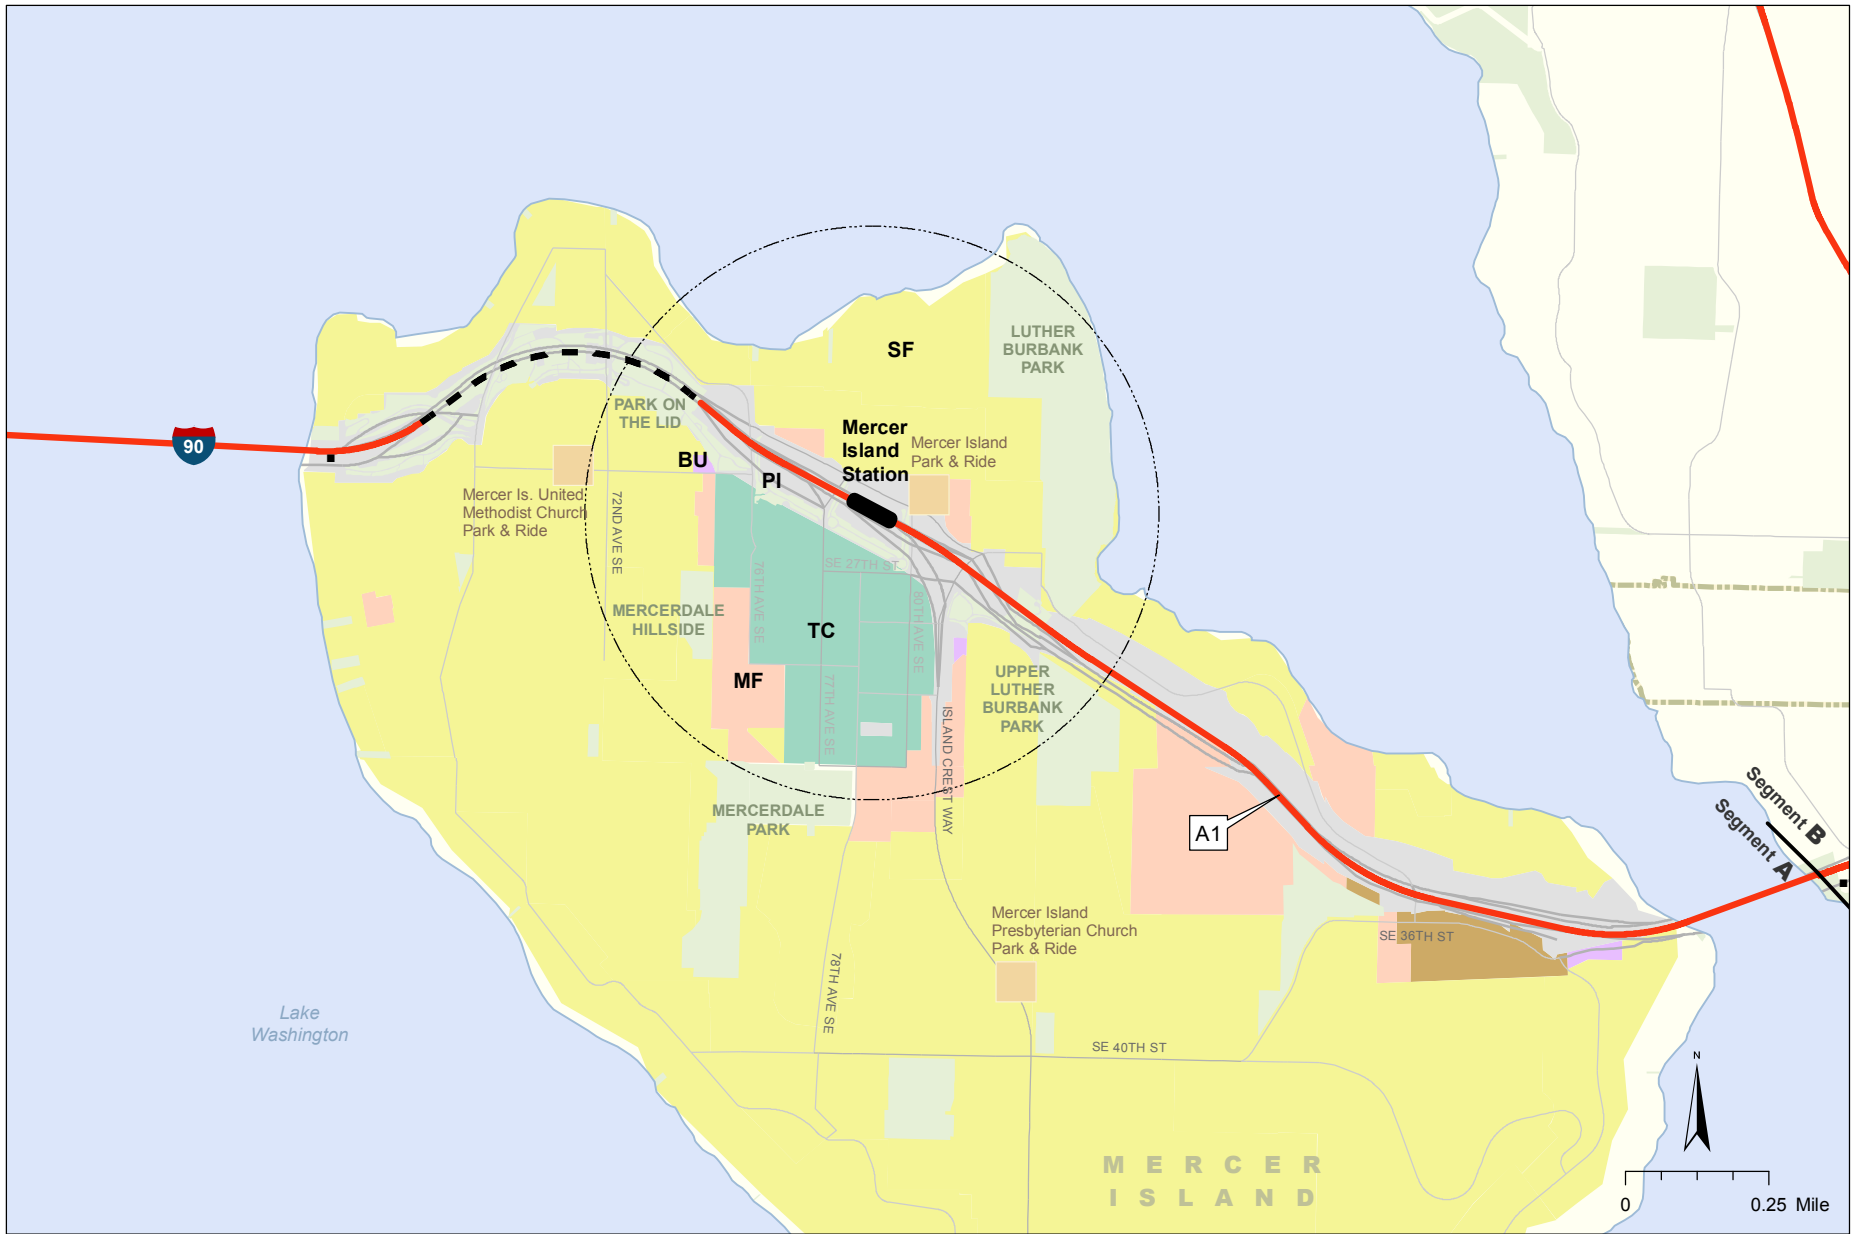 SF
LUTHER
BURBANK
PARK
PARK ON
THE LID
90
Mercer
Island
Station
Mercer Island
Park & Ride
BU
PI
Mercer Is. United
Methodist Church
Park & Ride
72ND AVE SE
SE 27TH ST
76TH AVE SE
80TH AVE SE
MERCERDALE
HILLSIDE
TC
MF
77TH AVE SE
UPPER
LUTHER
BURBANK
PARK
ISLAND CREST WAY
MERCERDALE
PARK
A1
Segment B
Segment A
Mercer Island
Presbyterian Church
Park & Ride
SE 36TH ST
78TH AVE SE
Lake
Washington
SE 40TH ST
N
MERCER
ISLAND
0 0.25 Mile